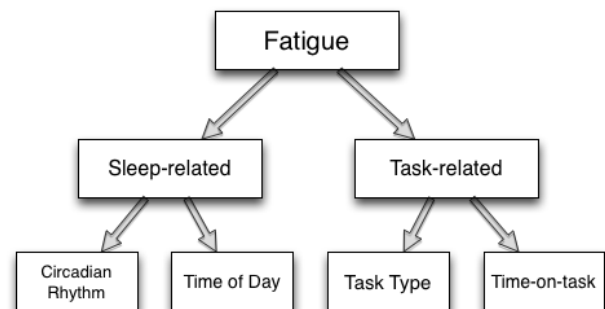 Fatigue
Sleep-related
Task-related
Circadian
Rhythm
Time of Day
Task Type
Time-on-task